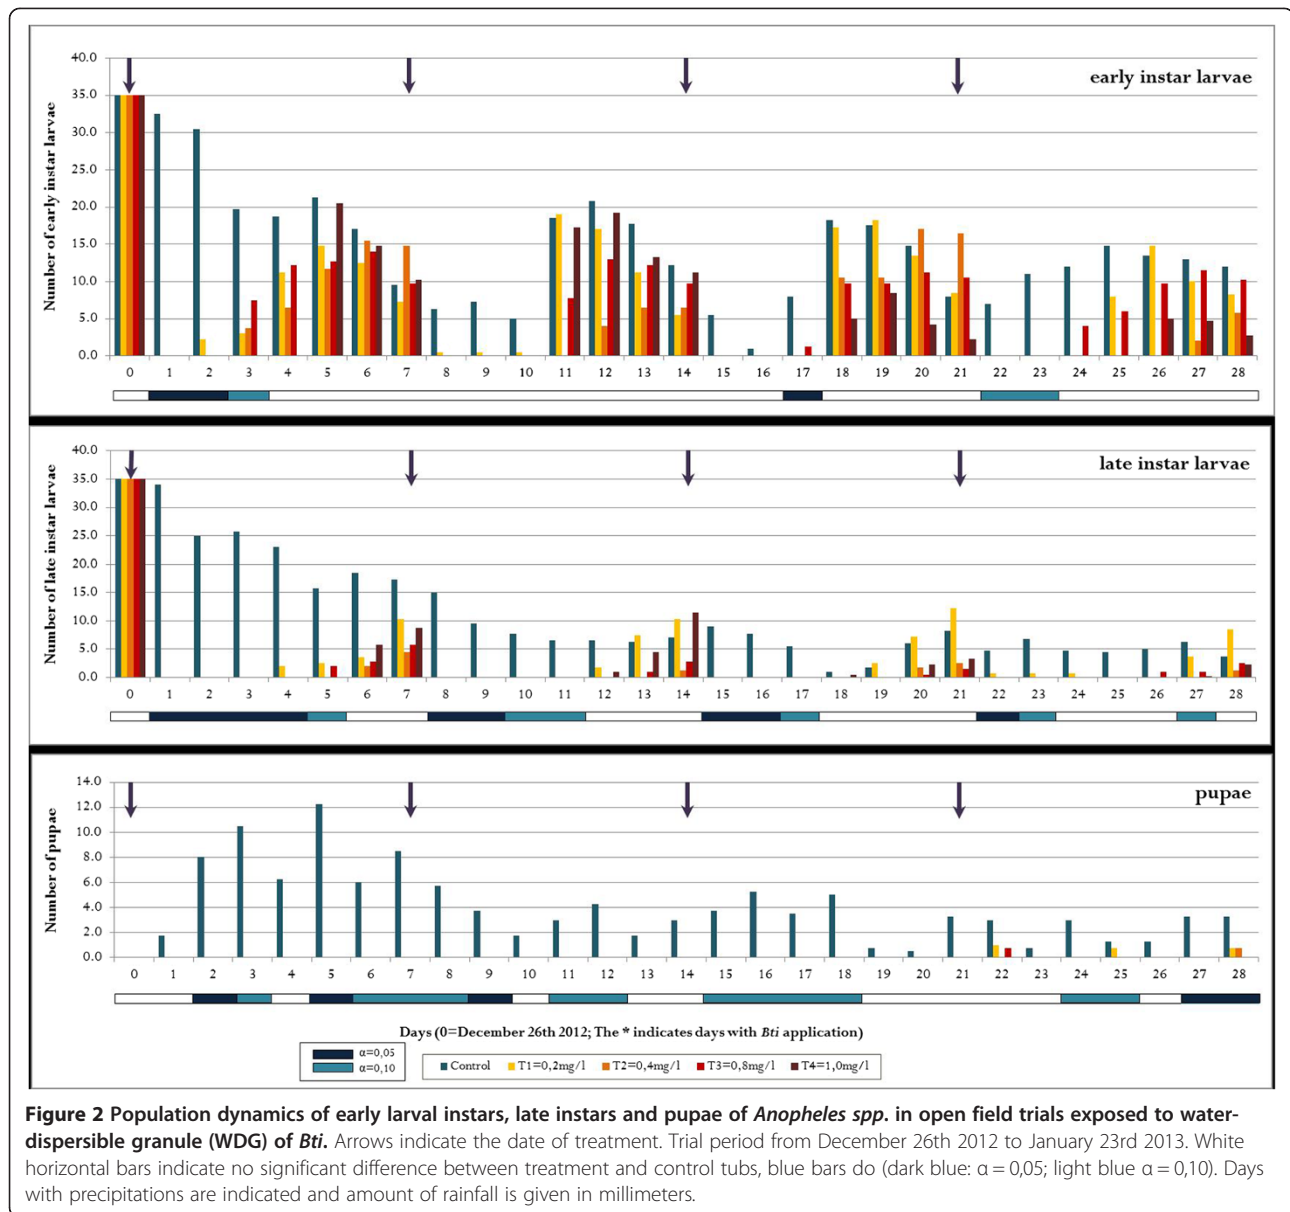 early instar larvae
Number of early instar larvae
40.0
35.0
30.0
25.0
20.0
15.0
10.0
5.0
0.0
0 1 2 3 4 5 6 7 8 9 10 11 12 13 14 15 16 17 18 19 20 21 22 23 24 25 26 27 28
late instar larvae
Number of late instar larvae
40.0
35.0
30.0
25.0
20.0
15.0
10.0
5.0
0.0
0 1 2 3 4 5 6 7 8 9 10 11 12 13 14 15 16 17 18 19 20 21 22 23 24 25 26 27 28
pupae
Number of pupae
14.0
12.0
10.0
8.0
6.0
4.0
2.0
0.0
0 1 2 3 4 5 6 7 8 9 10 11 12 13 14 15 16 17 18 19 20 21 22 23 24 25 26 27 28
Days (0=December 26th 2012; The * indicates days with Bti application)
α=0,05
α=0,10
Control T1=0,2mg/l T2=0,4mg/l T3=0,8mg/l T4=1,0mg/l
Figure 2 Population dynamics of early larval instars, late instars and pupae of Anopheles spp. in open field trials exposed to water-
dispersible granule (WDG) of Bti. Arrows indicate the date of treatment. Trial period from December 26th 2012 to January 23rd 2013. White
horizontal bars indicate no significant difference between treatment and control tubs, blue bars do (dark blue: α = 0,05; light blue α = 0,10). Days
with precipitations are indicated and amount of rainfall is given in millimeters.